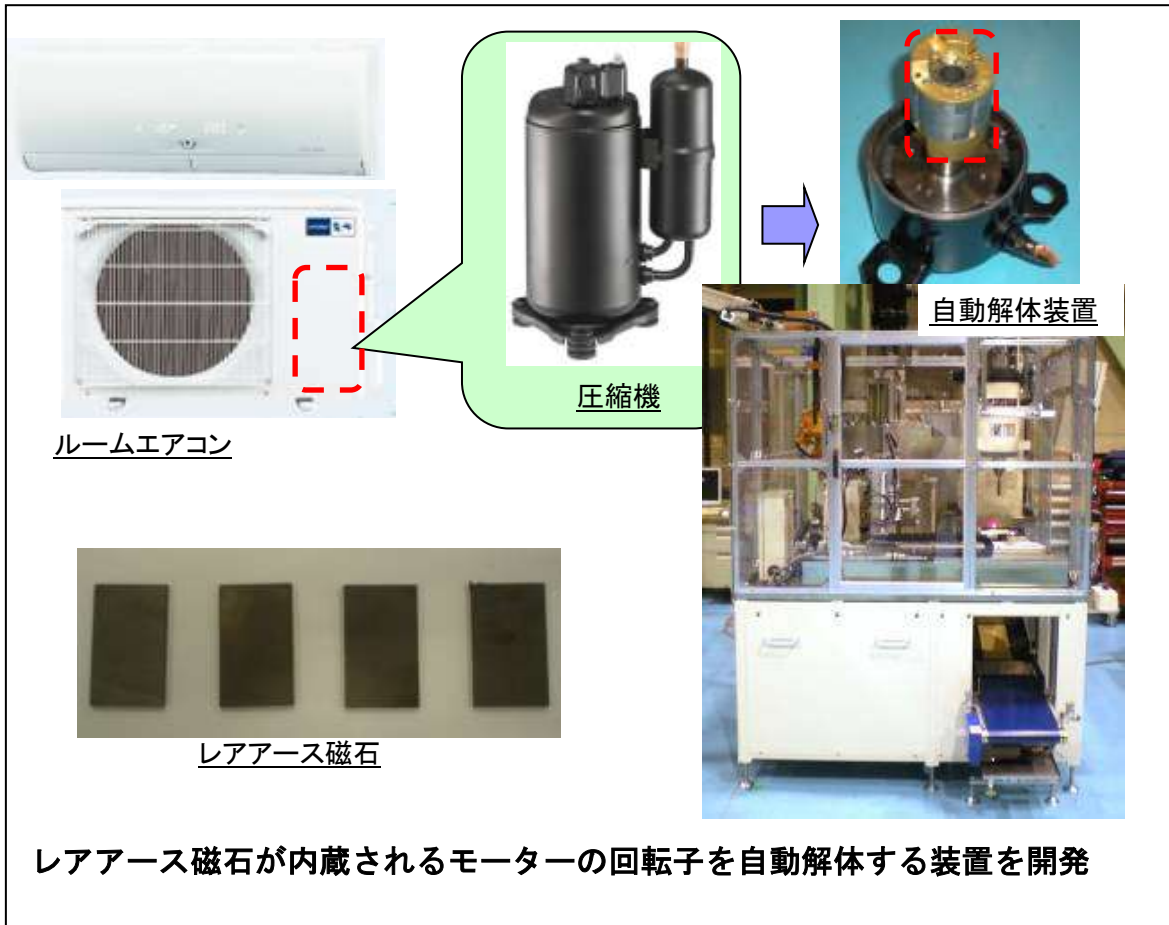 圧縮機
自動解体装置
ルームエアコン
レアアース磁石
レアアース磁石が内蔵されるモーターの回転子を自動解体する装置を開発